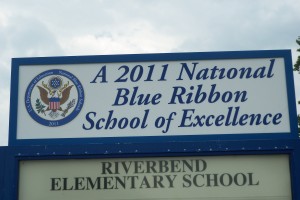 A 2011 National
Blue Ribbon
School of Excellence
RIVERBEND
ELEMENTARY SCHOOL